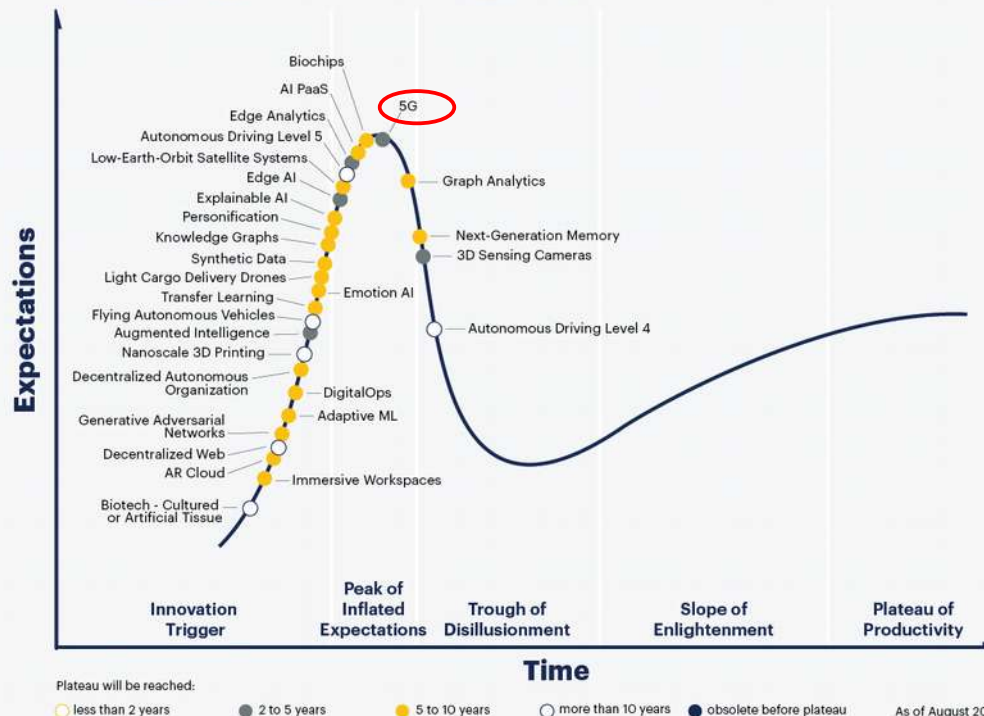 Biochips
AI PaaS
5G
Edge Analytics
Autonomous Driving Level 5
Low-Earth-Orbit Satellite Systems
Edge AI
Graph Analytics
Explainable AI
Personification
Knowledge Graphs
Next-Generation Memory
Synthetic Data
3D Sensing Cameras
Light Cargo Delivery Drones
Transfer Learning
Emotion AI
Flying Autonomous Vehicles
Augmented Intelligence
Autonomous Driving Level 4
Nanoscale 3D Printing
Decentralized Autonomous
Organization
DigitalOps
Generative Adversarial
Networks
Adaptive ML
Decentralized Web
AR Cloud
Immersive Workspaces
Biotech - Cultured
or Artificial Tissue
Expectations
Innovation
Trigger
Peak of
Inflated
Expectations
Trough of
Disillusionment
Slope of
Enlightenment
Plateau of
Productivity
Time
Plateau will be reached:
less than 2 years
2 to 5 years
5 to 10 years
more than 10 years
obsolete before plateau
As of August 20